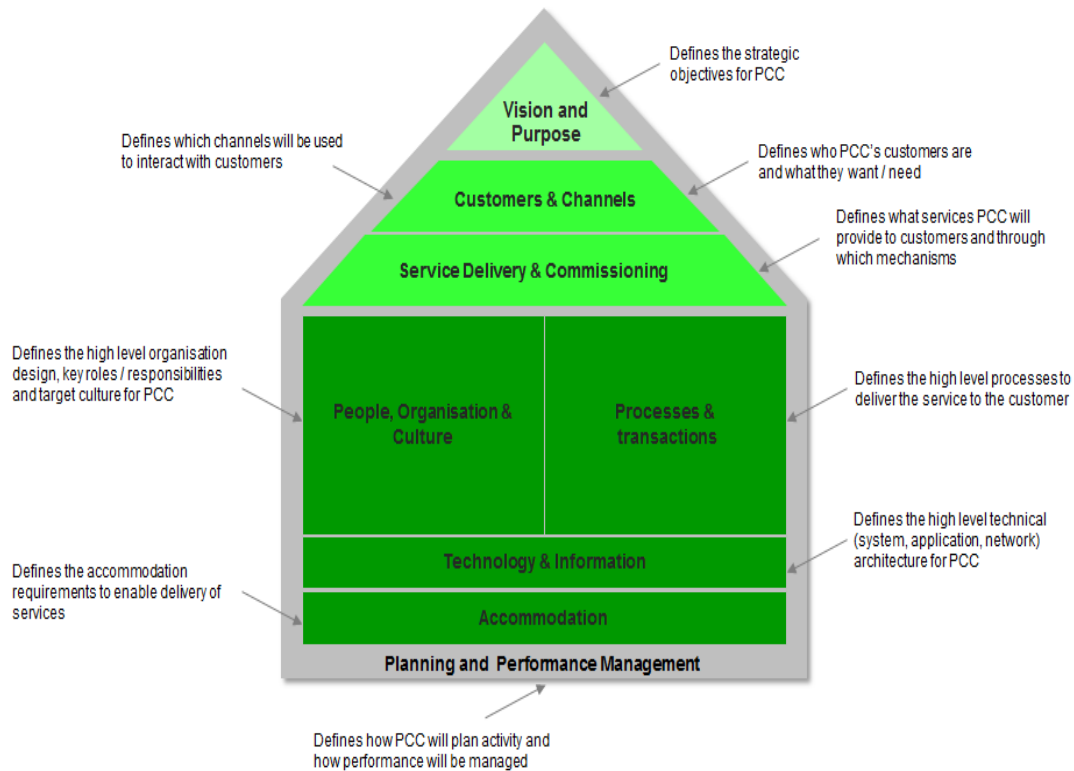 Defines the strategic
objectives for PCC
Vision and
Purpose
Defines which channels will be used
to interact with customers
Defines who PCC's customers are
and what they want / need
Customers & Channels
Defines what services PCC will
provide to customers and through
which mechanisms
Service Delivery & Commissioning
Defines the high level organisation
design, key roles / responsibilities
and target culture for PCC
People, Organisation &
Culture
Processes &
transactions
Defines the high level processes to
deliver the service to the customer
Defines the high level technical
(system, application, network)
architecture for PCC
Technology & Information
Defines the accommodation
requirements to enable delivery of
services
Accommodation
Planning and Performance Management
Defines how PCC will plan activity and
how performance will be managed